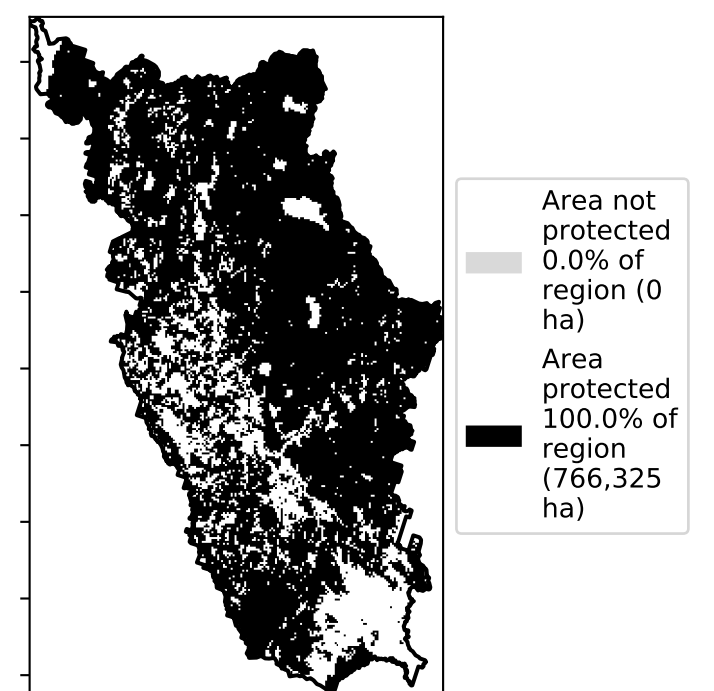 Area not
protected
0.0% of
region (0
ha)
Area
protected
100.0% of
region
(766,325
ha)